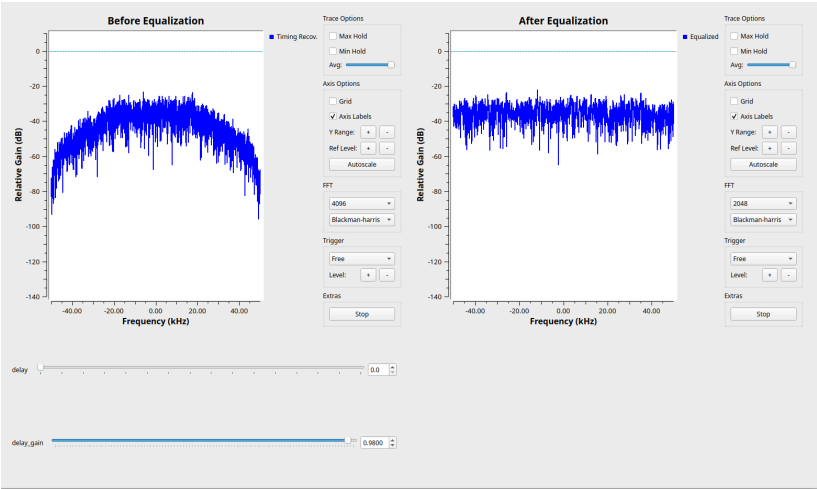 Before Equalization
Timing Recov.
0
-20
-40
-60
-80
-100
-120
-140
Relative Gain (dB)
-40.00 -20.00 0.00 20.00 40.00
Frequency (kHz)
Trace Options
Max Hold
Min Hold
Avg:
Axis Options
Grid
Axis Labels
Y Range: + -
Ref Level: + -
Autoscale
FFT
4096
Blackman-harris
Trigger
Free
Level: + -
Extras
Stop
After Equalization
Equalized
0
-20
-40
-60
-80
-100
-120
-140
Relative Gain (dB)
-40.00 -20.00 0.00 20.00 40.00
Frequency (kHz)
Trace Options
Max Hold
Min Hold
Avg:
Axis Options
Grid
Axis Labels
Y Range: + -
Ref Level: + -
Autoscale
FFT
2048
Blackman-harris
Trigger
Free
Level: + -
Extras
Stop
delay 0.0
delay_gain 0.9800